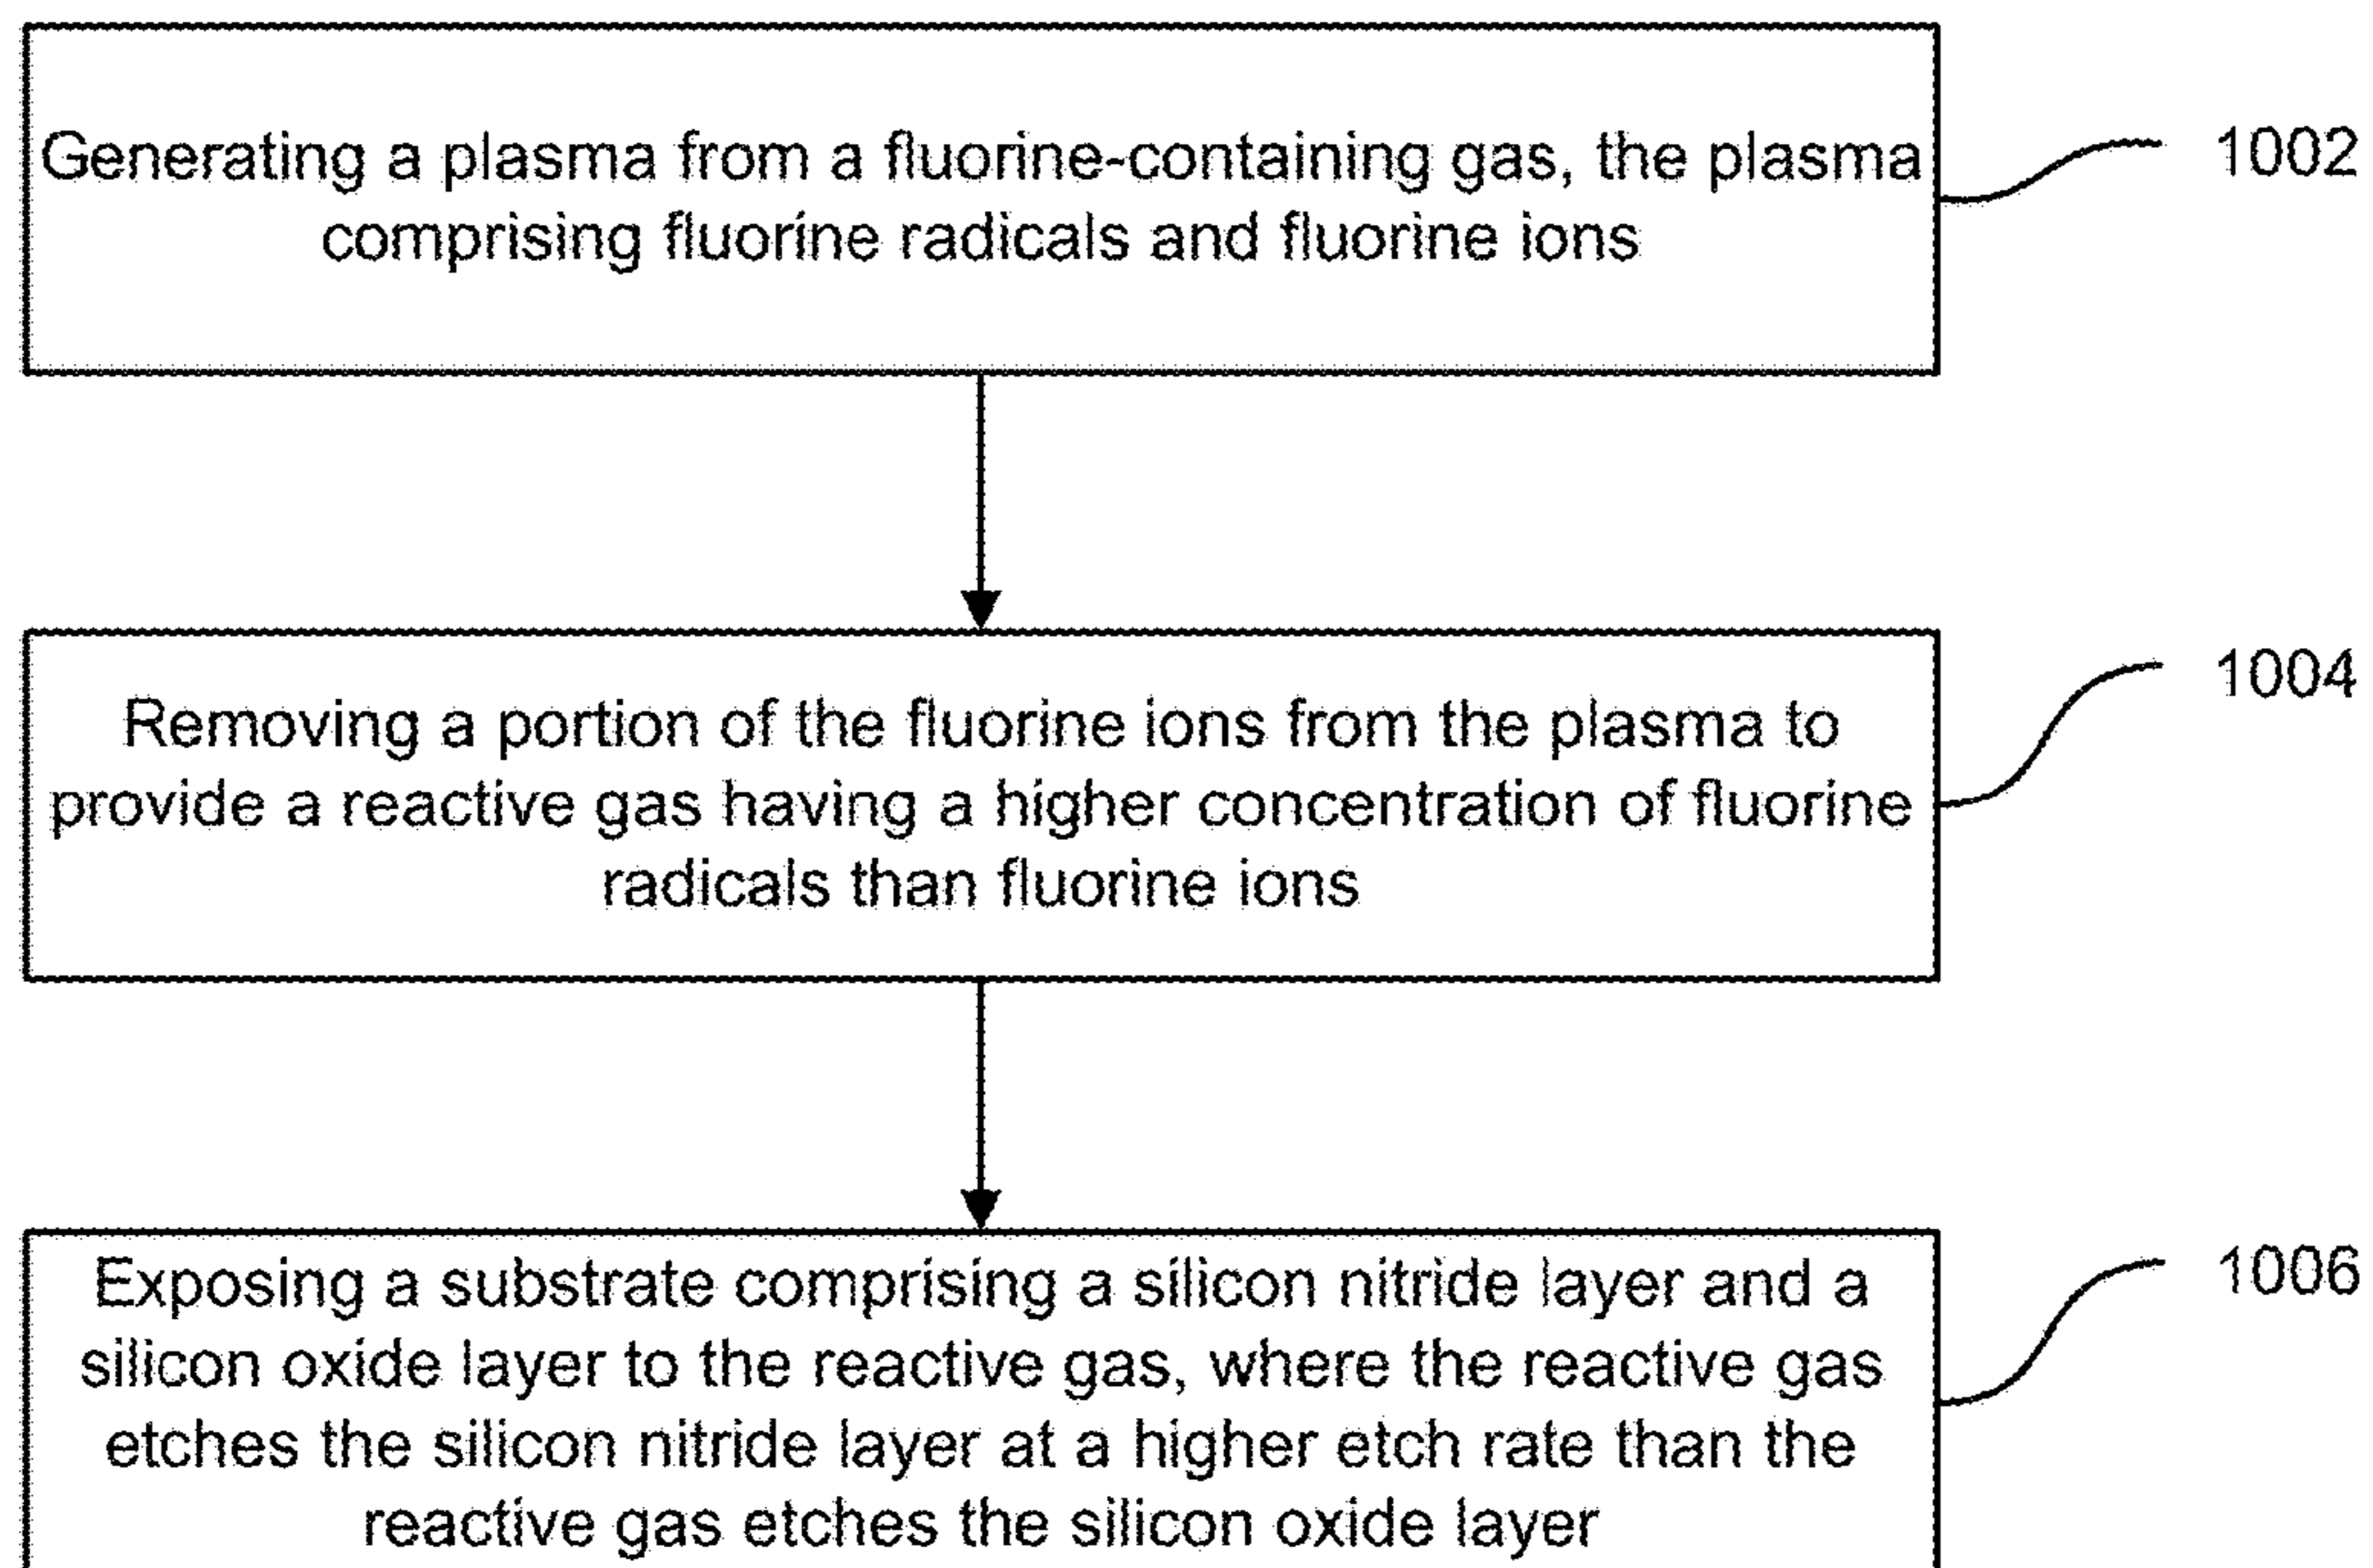 Generating a plasma from a fluorine-containing gas, the plasma
comprising fluorine radicals and fluorine ions
1002
Removing a portion of the fluorine ions from the plasma to
provide a reactive gas having a higher concentration of fluorine
radicals than fluorine ions
1004
Exposing a substrate comprising a silicon nitride layer and a
silicon oxide layer to the reactive gas, where the reactive gas
etches the silicon nitride layer at a higher etch rate than the
reactive gas etches the silicon oxide layer
1006